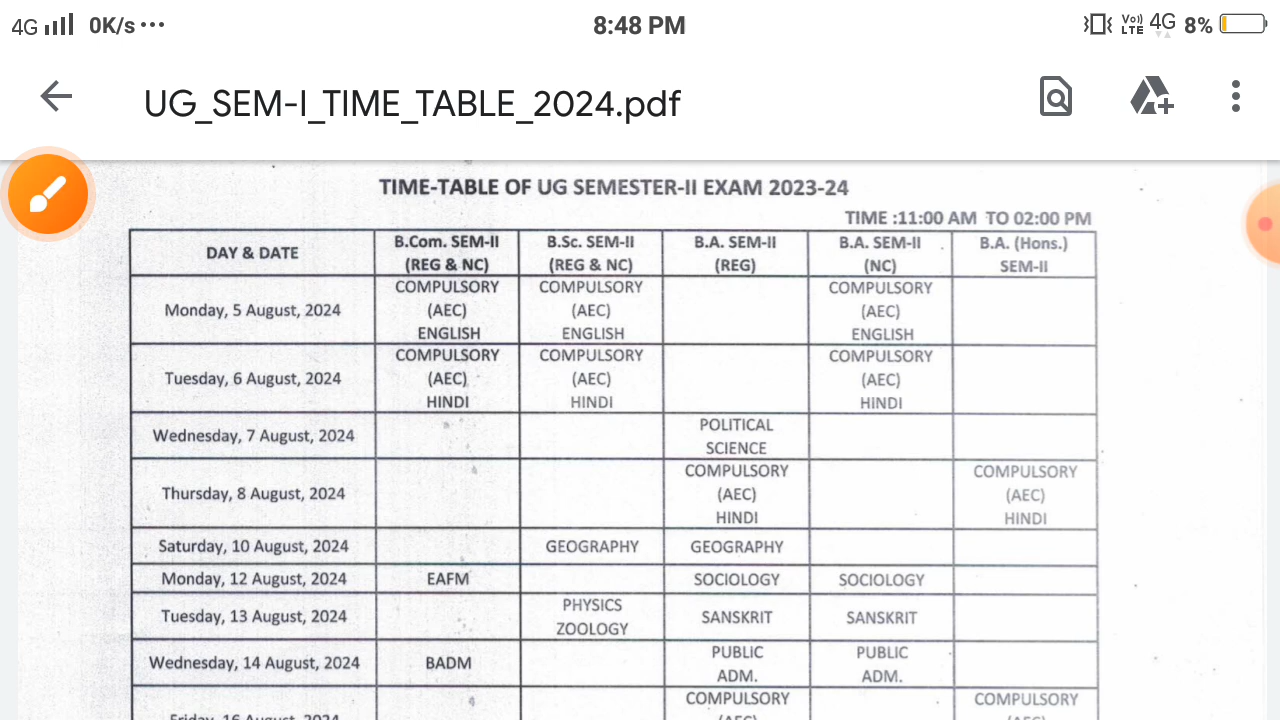 4G 0K/s... 8:48 PM Vo)) LTE 4G 8%
UG_SEM-I_TIME_TABLE_2024.pdf
TIME-TABLE OF UG SEMESTER-II EXAM 2023-24
TIME :11:00 AM TO 02:00 PM
DAY & DATE
B.Com. SEM-II
(REG & NC)
B.Sc. SEM-II
(REG & NC)
B.A. SEM-II
(REG)
B.A. SEM-II
(NC)
B.A. (Hons.)
SEM-II
Monday, 5 August, 2024
COMPULSORY
(AEC)
ENGLISH
COMPULSORY
(AEC)
ENGLISH
COMPULSORY
(AEC)
ENGLISH
Tuesday, 6 August, 2024
COMPULSORY
(AEC)
HINDI
COMPULSORY
(AEC)
HINDI
COMPULSORY
(AEC)
HINDI
Wednesday, 7 August, 2024
POLITICAL
SCIENCE
Thursday, 8 August, 2024
COMPULSORY
(AEC)
HINDI
COMPULSORY
(AEC)
HINDI
Saturday, 10 August, 2024
GEOGRAPHY
GEOGRAPHY
Monday, 12 August, 2024
EAFM
SOCIOLOGY
SOCIOLOGY
Tuesday, 13 August, 2024
PHYSICS
ZOOLOGY
SANSKRIT
SANSKRIT
Wednesday, 14 August, 2024
BADM
PUBLIC
ADM.
PUBLIC
ADM.
Friday, 16 August, 2024
COMPULSORY
(AEC)
COMPULSORY
(AEC)